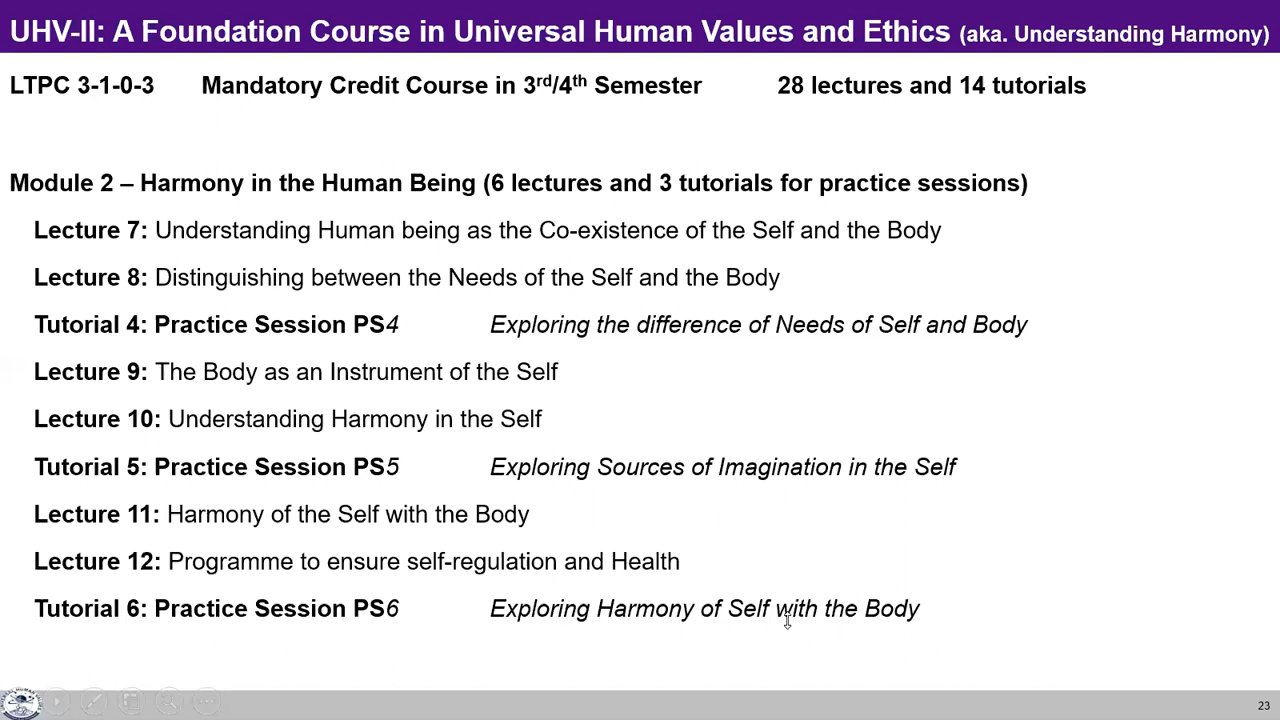 UHV-II: A Foundation Course in Universal Human Values and Ethics (aka. Understanding Harmony)
LTPC 3-1-0-3 Mandatory Credit Course in 3rd/4th Semester 28 lectures and 14 tutorials
Module 2 – Harmony in the Human Being (6 lectures and 3 tutorials for practice sessions)
Lecture 7: Understanding Human being as the Co-existence of the Self and the Body
Lecture 8: Distinguishing between the Needs of the Self and the Body
Tutorial 4: Practice Session PS4 Exploring the difference of Needs of Self and Body
Lecture 9: The Body as an Instrument of the Self
Lecture 10: Understanding Harmony in the Self
Tutorial 5: Practice Session PS5 Exploring Sources of Imagination in the Self
Lecture 11: Harmony of the Self with the Body
Lecture 12: Programme to ensure self-regulation and Health
Tutorial 6: Practice Session PS6 Exploring Harmony of Self with the Body
23